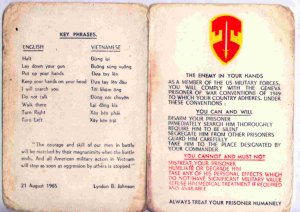 KEY PHRASES
ENGLISH VIETNAMESE
Halt Đứng lại
Lay down your gun Buông súng xuống
Put up your hands Đưa tay lên
Keep your hands on your head
I will search you
Do not talk
Walk there Lại đằng kia
Turn Right Xây bên phải
Turn Left Xây bên trái
"The courage and skill of our men in battle
will be matched by their magnanimity when the battle
ends. And all American military action in Vietnam
will stop as soon as aggression by others is stopped."
21 August 1965 Lyndon B. Johnson
THE ENEMY IN YOUR HANDS
AS A MEMBER OF THE US MILITARY FORCES,
YOU WILL COMPLY WITH THE GENEVA
PRISONER OF WAR CONVENTIONS OF 1949
TO WHICH YOUR COUNTRY ADHERES. UNDER
THESE CONVENTIONS:
YOU CAN AND WILL
DISARM YOUR PRISONER
IMMEDIATELY SEARCH HIM THOROUGHLY
REQUIRE HIM TO BE SILENT
SEGREGATE HIM FROM OTHER PRISONERS
GUARD HIM CAREFULLY
TAKE HIM TO THE PLACE DESIGNATED BY
YOUR COMMANDER
YOU CANNOT AND MUST NOT
MISTREAT YOUR PRISONER
HUMILIATE OR DEGRADE HIM
TAKE ANY OF HIS PERSONAL EFFECTS WHICH
DO NOT HAVE SIGNIFICANT MILITARY VALUE
REFUSE HIM MEDICAL TREATMENT IF REQUIRED
AND AVAILABLE
ALWAYS TREAT YOUR PRISONER HUMANELY